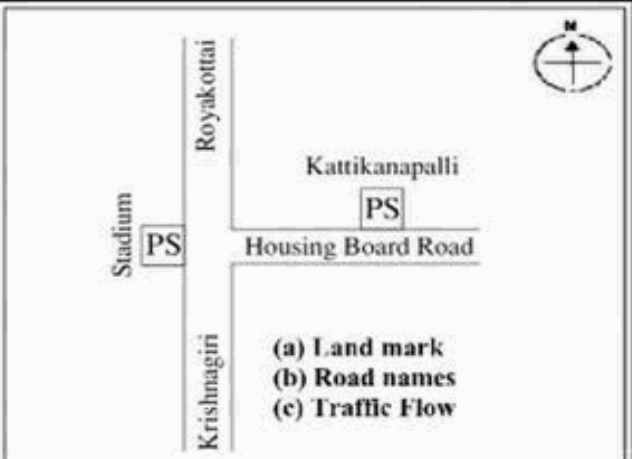 N
Royakottai
Kattikanapalli
PS
Stadium
PS
Housing Board Road
Krishnagiri
(a) Land mark
(b) Road names
(c) Traffic Flow